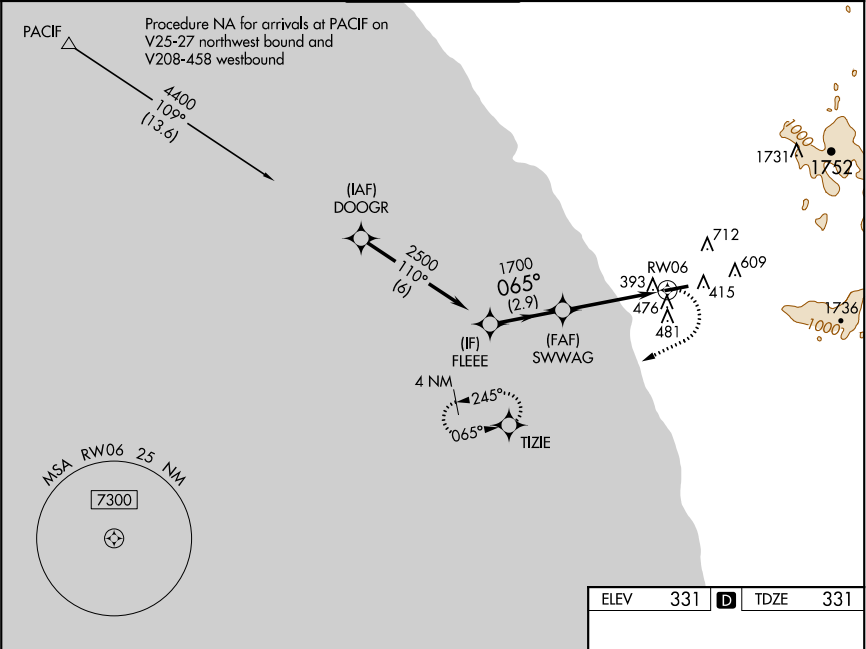 PACIF
Procedure NA for arrivals at PACIF on
V25-27 northwest bound and
V208-458 westbound
4400
109°
(13.6)
1000
1731
1752
(IAF)
DOOGR
2500
110°
(6)
712
609
RW06
393
415
476
481
1700
065°
(2.9)
1736
1000
(IF)
FLEEE
(FAF)
SWWAG
4 NM
245°
065°
TIZIE
MSA RW06 25 NM
7300
ELEV 331 D TDZE 331